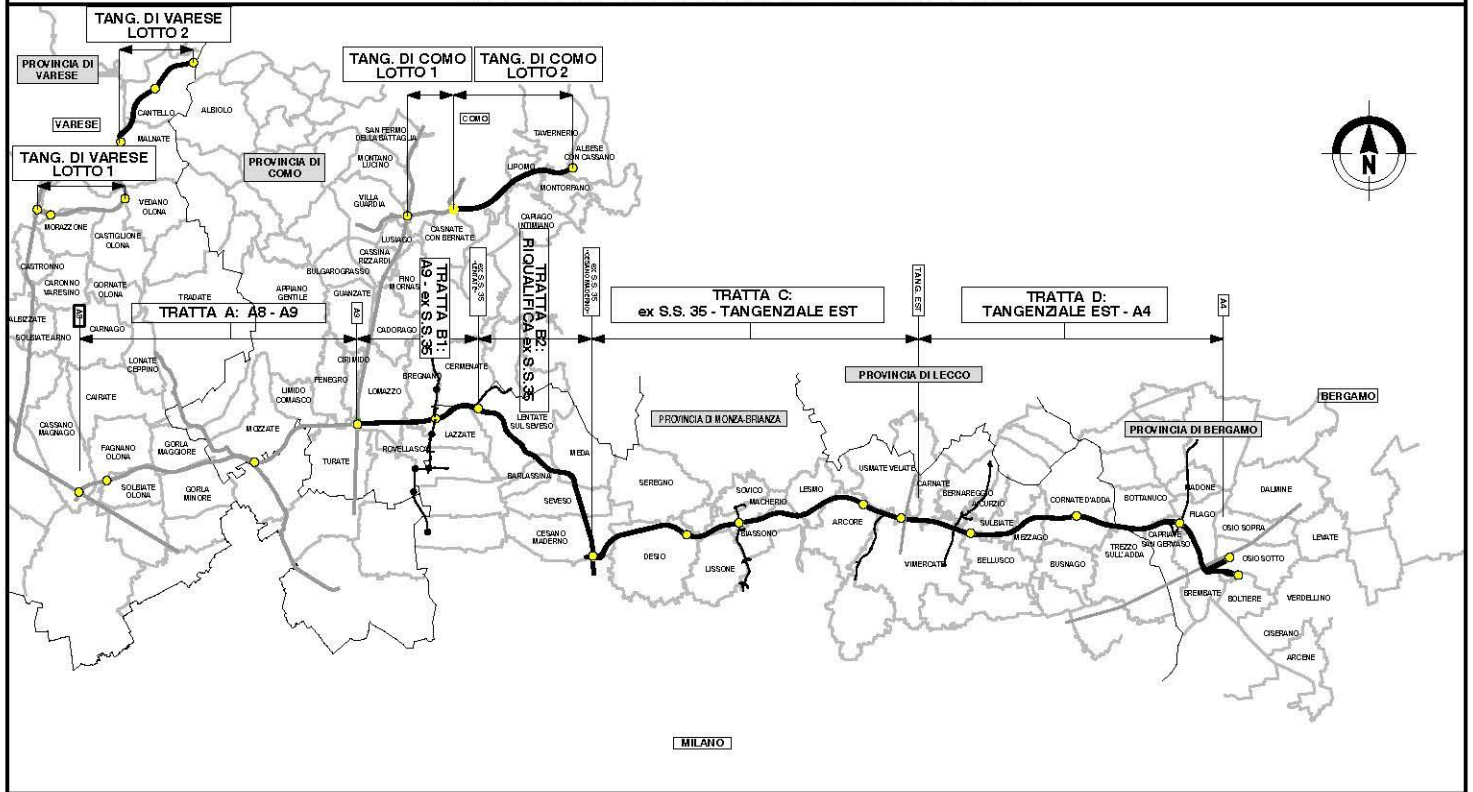 TANG. DI VARESE
LOTTO 2
PROVINCIA DI
VARESE
CANTELLO
ALBIOLO
VARESE
MALNATE
TANG. DI VARESE
LOTTO 1
PROVINCIA DI
COMO
VEDANO
OLONA
MORAZZONE
CASTIGLIONE
OLONA
TANG. DI COMO
LOTTO 1
TANG. DI COMO
LOTTO 2
COMO
SAN FERMO
DELLA BATTAGLIA
TAVERNERIO
ALBESE
CON CASSANO
MONTANO
LUCINO
LIPOMO
MONTORFANO
VILLA
GUARDIA
CAPIAGO
INTIMIANO
LUSIAGO
CASNATE
CON BERNATE
CASSINA
RIZZARDI
N
CASTRONNO
CARONNO
VARESINO
GORNATE
OLONA
BULGAROGRASSO
FINO
MORNAS
TRADATE
APPIANO
GENTILE
GUANZATE
ALBIZZATE
CARNAGO
SOLBIATE ARNO
TRATTA A: A8 - A9
A9
CADORAGO
TRATTA B1:
A9 - ex S.S.35
ex S.S. 35
-LENTATE-
TRATTA B2:
RIQUALIFICA ex S.S.35
ex S.S. 35
-CESANO MADERNO-
TRATTA C:
ex S.S. 35 - TANGENZIALE EST
TANG. EST
TRATTA D:
TANGENZIALE EST - A4
A4
LONATE
CEPPINO
CIRIMIDO
FENEGRO
LIMIDO
COMASCO
LOMAZZO
BREGNANO
CERMENATE
CAIRATE
CASSANO
MAGNAGO
MOZZATE
TURATE
ROVELLASCA
LAZZATE
LENTATE
SUL SEVESO
FAGNANO
OLONA
GORLA
MAGGIORE
SOLBIATE
OLONA
GORLA
MINORE
BARLASSINA
MEDA
SEVESO
CESANO
MADERNO
PROVINCIA DI MONZA-BRIANZA
PROVINCIA DI LECCO
PROVINCIA DI BERGAMO
BERGAMO
SEREGNO
DESIO
SOVICO
MACHERIO
BIASSONO
LISSONE
LESMO
ARCORE
USMATE VELATE
CARNATE
BERNAREGGIO
SULBIATE
MEZZAGO
VIMERCATE
BELLUSCO
BUSNAGO
CORNATE D'ADDA
TREZZO
SULL'ADDA
BOTTANUCO
CAPRIATE
SAN GERVASO
MADONE
FILAGO
DALMINE
OSIO SOPRA
OSIO SOTTO
LEVATE
BREMBATE
BOLTIERE
VERDELLINO
CISERANO
ARCENE
MILANO